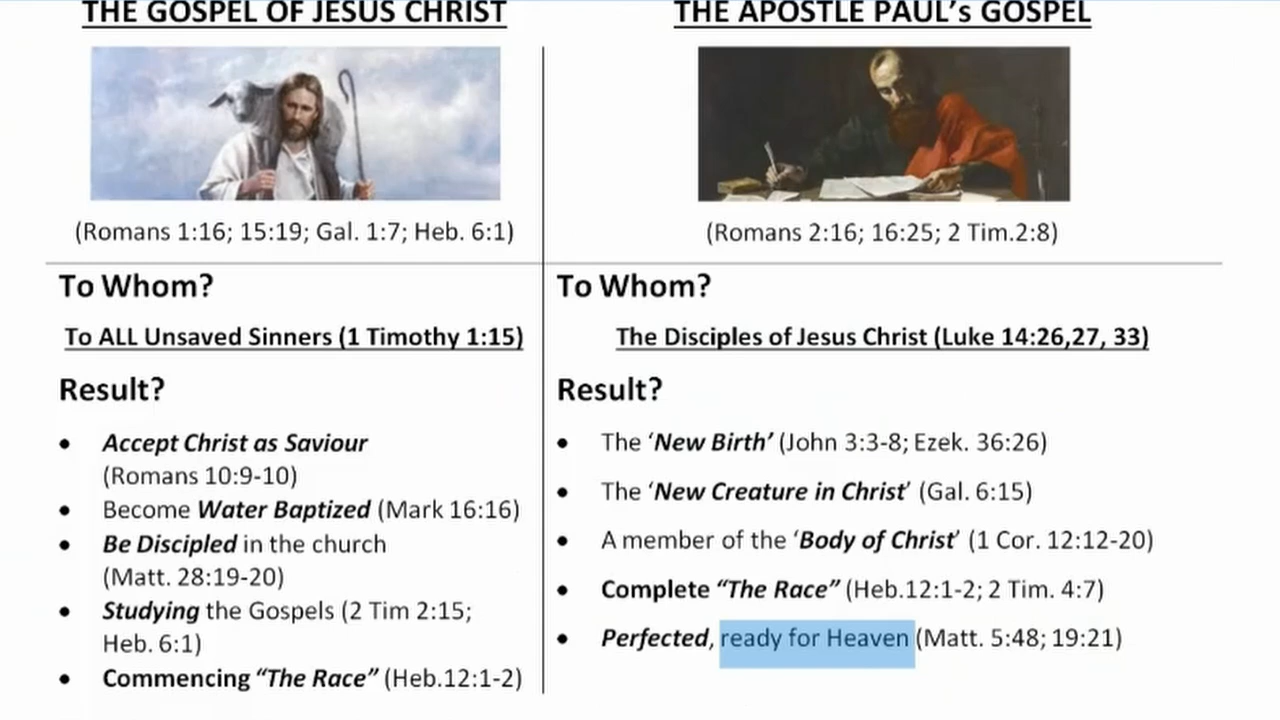 THE GOSPEL OF JESUS CHRIST
(Romans 1:16; 15:19; Gal. 1:7; Heb. 6:1)
To Whom?
To ALL Unsaved Sinners (1 Timothy 1:15)
Result?
• Accept Christ as Saviour
(Romans 10:9-10)
• Become Water Baptized (Mark 16:16)
• Be Discipled in the church
(Matt. 28:19-20)
• Studying the Gospels (2 Tim 2:15;
Heb. 6:1)
• Commencing “The Race” (Heb.12:1-2)
THE APOSTLE PAUL’s GOSPEL
(Romans 2:16; 16:25; 2 Tim.2:8)
To Whom?
The Disciples of Jesus Christ (Luke 14:26,27, 33)
Result?
• The ‘New Birth’ (John 3:3-8; Ezek. 36:26)
• The ‘New Creature in Christ’ (Gal. 6:15)
• A member of the ‘Body of Christ’ (1 Cor. 12:12-20)
• Complete “The Race” (Heb.12:1-2; 2 Tim. 4:7)
• Perfected, ready for Heaven (Matt. 5:48; 19:21)